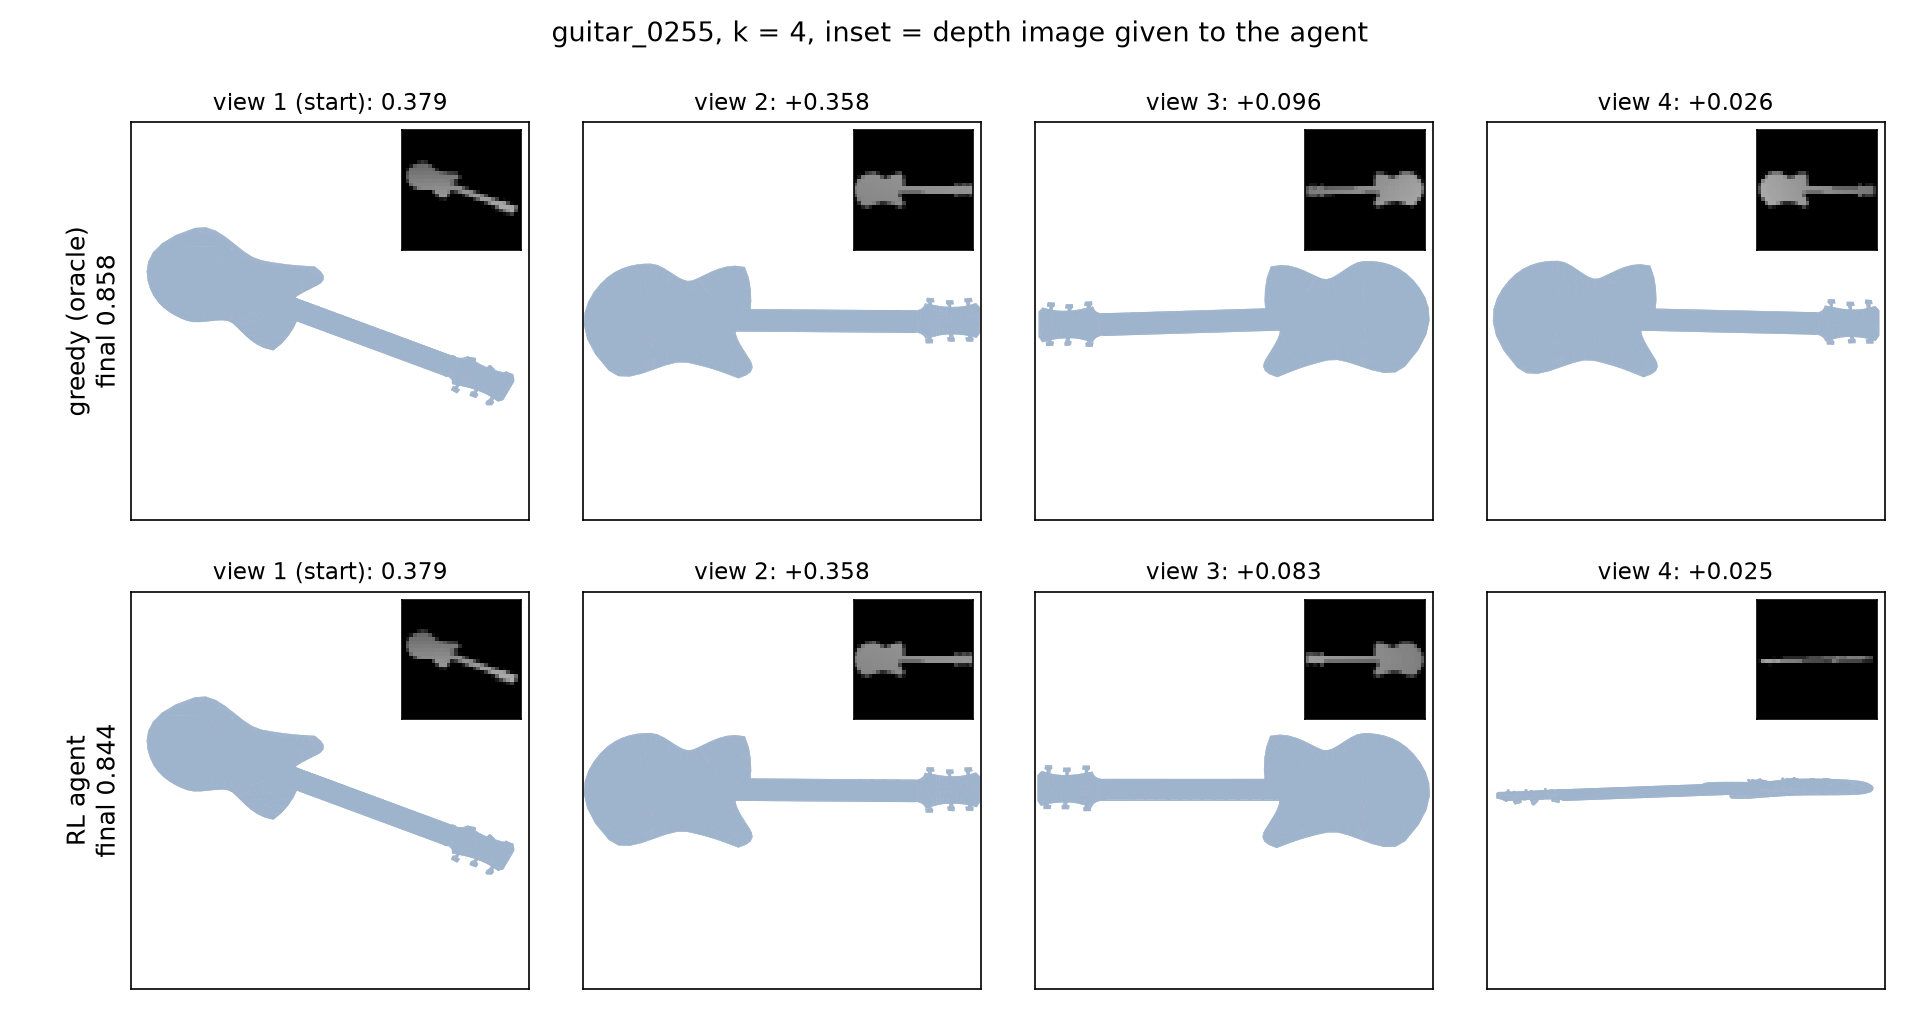 guitar_0255, k = 4, inset = depth image given to the agent
greedy (oracle)
final 0.858
view 1 (start): 0.379
view 2: +0.358
view 3: +0.096
view 4: +0.026
RL agent
final 0.844
view 1 (start): 0.379
view 2: +0.358
view 3: +0.083
view 4: +0.025